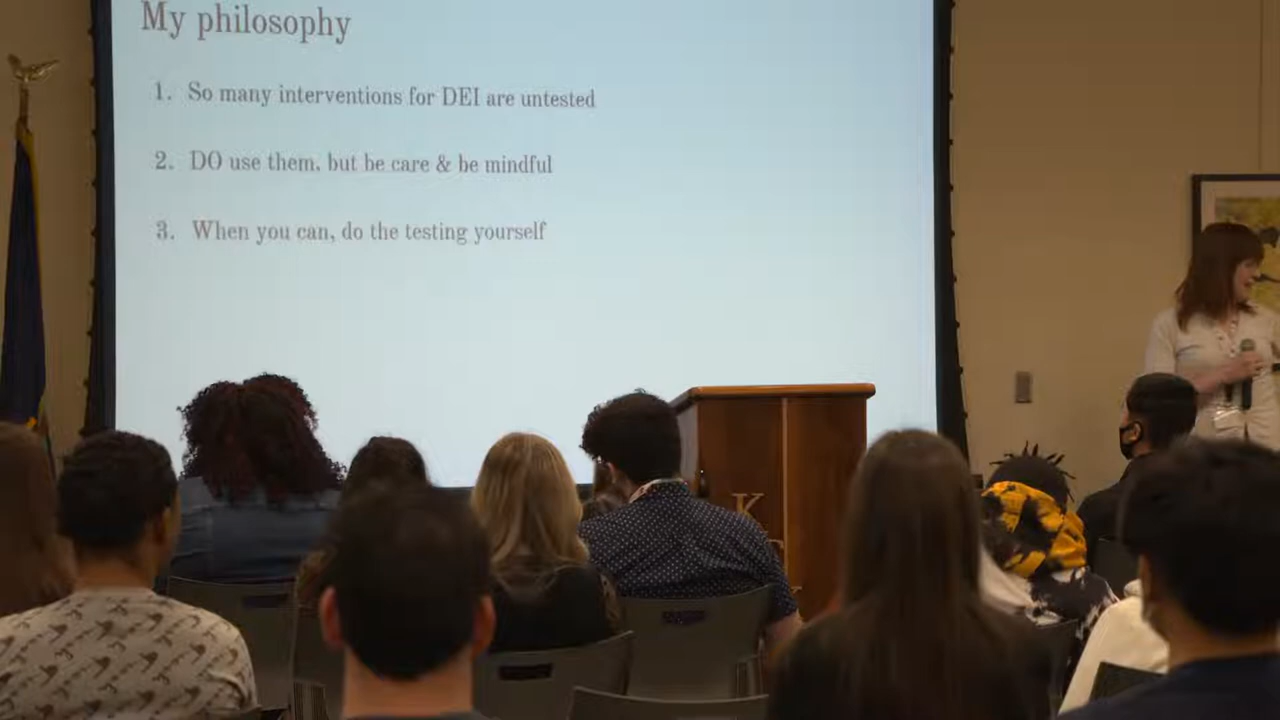 My philosophy
1. So many interventions for DEI are untested
2. DO use them, but be care & be mindful
3. When you can, do the testing yourself
K